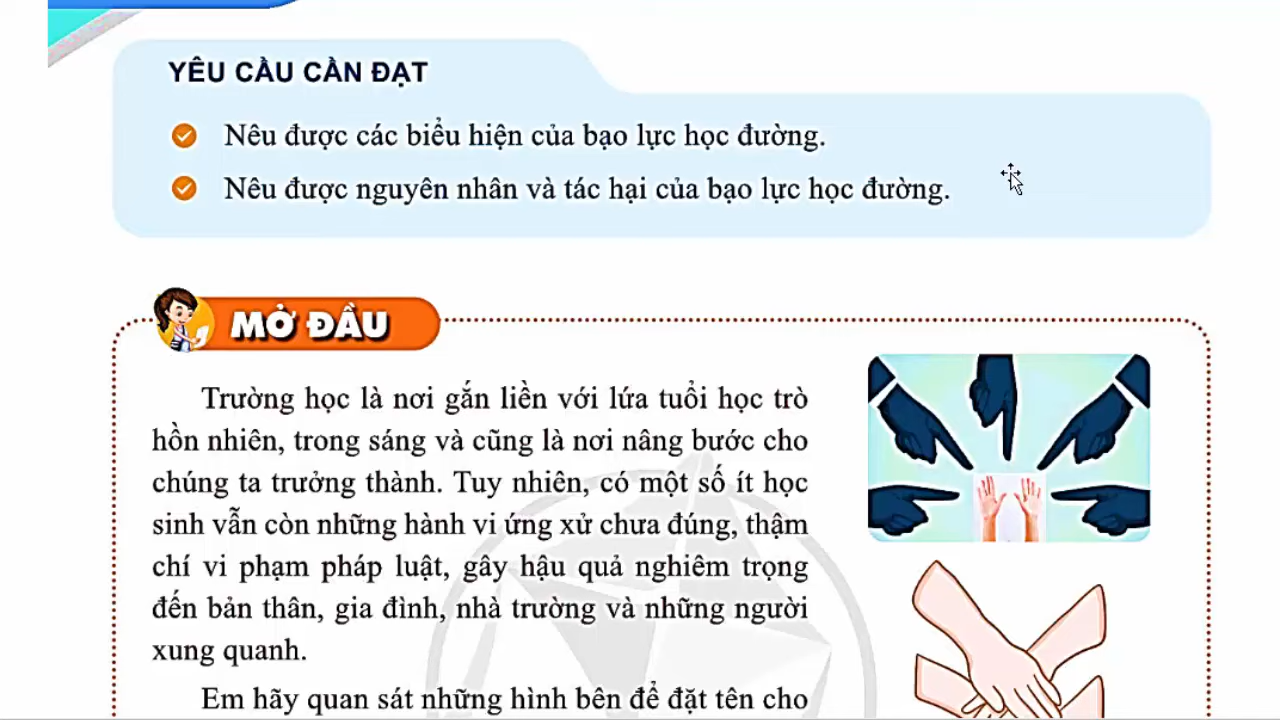 YÊU CẦU CẦN ĐẠT
Nêu được các biểu hiện của bạo lực học đường.
Nêu được nguyên nhân và tác hại của bạo lực học đường.
MỞ ĐẦU
Trường học là nơi gắn liền với lứa tuổi học trò
hồn nhiên, trong sáng và cũng là nơi nâng bước cho
chúng ta trưởng thành. Tuy nhiên, có một số ít học
sinh vẫn còn những hành vi ứng xử chưa đúng, thậm
chí vi phạm pháp luật, gây hậu quả nghiêm trọng
đến bản thân, gia đình, nhà trường và những người
xung quanh.
Em hãy quan sát những hình bên để đặt tên cho